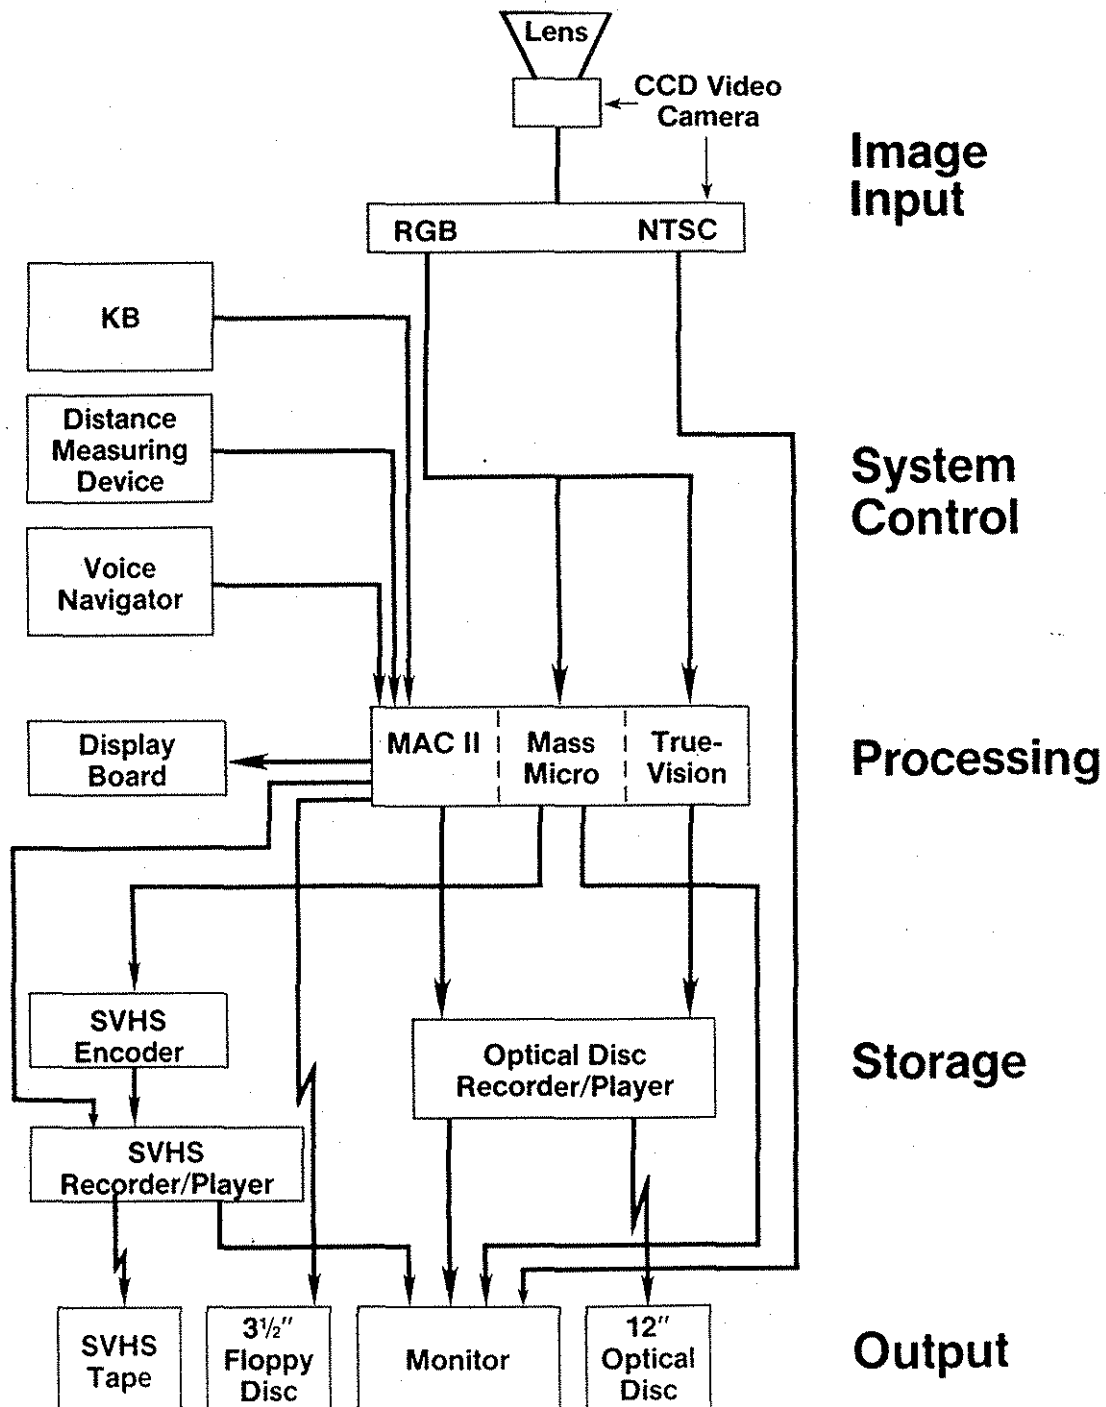 Lens
CCD Video
Camera
Image
Input
RGB NTSC
KB
Distance
Measuring
Device
System
Control
Voice
Navigator
Display
Board
MAC II
Mass
Micro
True-
Vision
Processing
SVHS
Encoder
Optical Disc
Recorder/Player
Storage
SVHS
Recorder/Player
SVHS
Tape
3½"
Floppy
Disc
Monitor
12"
Optical
Disc
Output